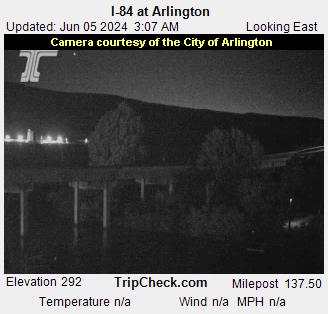 I-84 at Arlington
Updated: Jun 05 2024 3:07 AM Looking East
Camera courtesy of the City of Arlington
Elevation 292 TripCheck.com Milepost 137.50
Temperature n/a Wind n/a MPH n/a